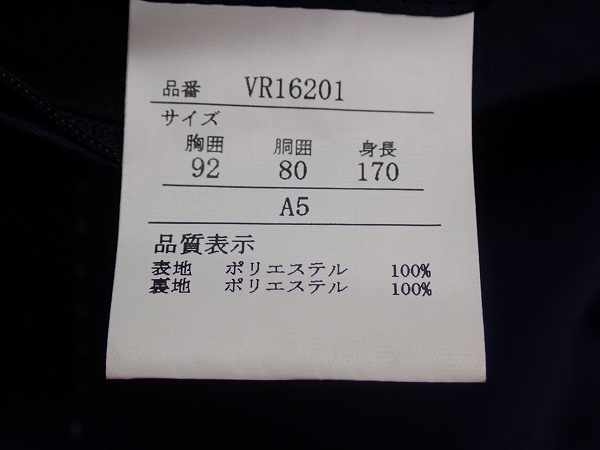 品番 VR16201
サイズ
胸囲 胴囲 身長
92 80 170
A5
品質表示
表地 ポリエステル 100%
裏地 ポリエステル 100%